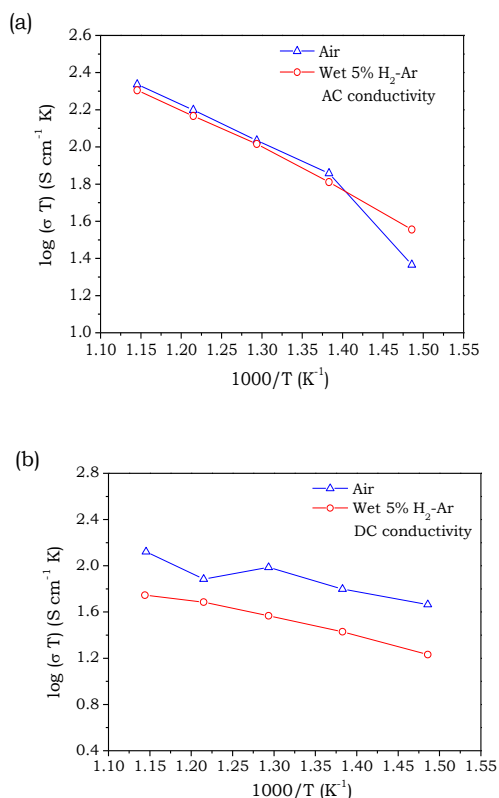 (a)
Air
Wet 5% H₂-Ar
AC conductivity
log (σ T) (S cm⁻¹ K)
2.6
2.4
2.2
2.0
1.8
1.6
1.4
1.2
1.0
1.10 1.15 1.20 1.25 1.30 1.35 1.40 1.45 1.50 1.55
1000/T (K⁻¹)
(b)
Air
Wet 5% H₂-Ar
DC conductivity
log (σ T) (S cm⁻¹ K)
2.8
2.4
2.0
1.6
1.2
0.8
0.4
1.10 1.15 1.20 1.25 1.30 1.35 1.40 1.45 1.50 1.55
1000/T (K⁻¹)